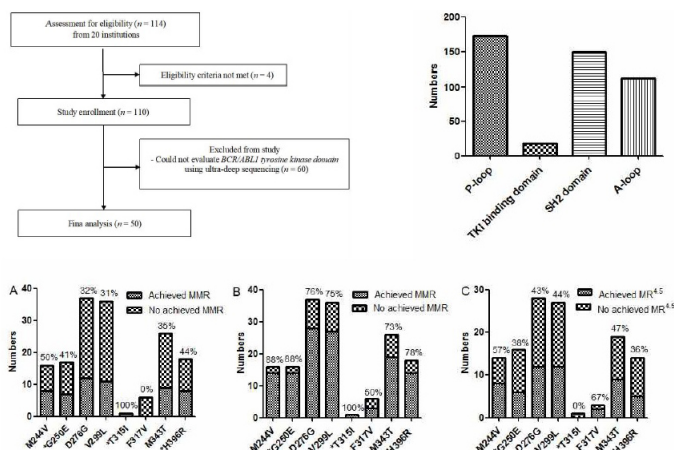 Assessment for eligibility (n = 114)
from 20 institutions
Eligibility criteria not met (n = 4)
Study enrollment (n = 110)
Excluded from study
- Could not evaluate BCR/ABL1 tyrosine kinase domain
using ultra-deep sequencing (n = 60)
Fina analysis (n = 50)
Numbers
200
150
100
50
0
P-loop
TKI binding domain
SH2 domain
A-loop
A
Achieved MMR
No achieved MMR
Numbers
40
30
20
10
0
50%
41%
32%
31%
100%
0%
35%
44%
M244V
*G250E
D276G
V299L
*T315I
F317V
M343T
*H396R
B
Achieved MMR
No achieved MMR
Numbers
40
30
20
10
0
88%
88%
76%
75%
100%
50%
73%
78%
M244V
*G250E
D276G
V299L
*T315I
F317V
M343T
*H396R
C
Achieved MR4.5
No achieved MR4.5
Numbers
30
20
10
0
57%
38%
43%
44%
0%
67%
47%
36%
M244V
*G250E
D276G
V299L
*T315I
F317V
M343T
*H396R